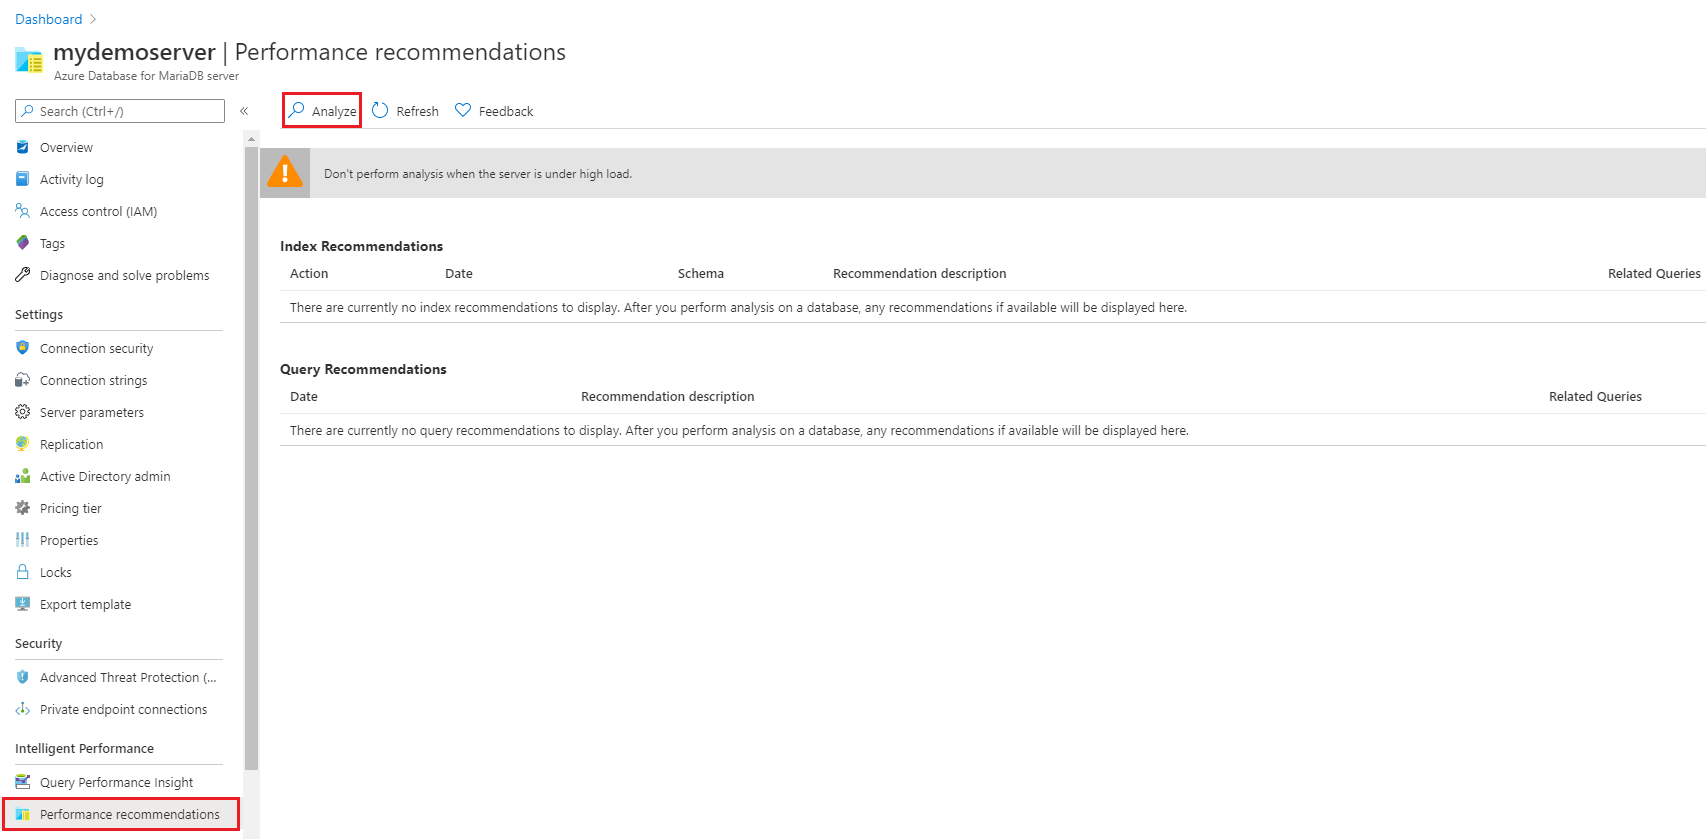 Dashboard
mydemoserver | Performance recommendations
Azure Database for MariaDB server
Search (Ctrl+/)
«
Analyze
Refresh
Feedback
Overview
Activity log
Access control (IAM)
Tags
Diagnose and solve problems
Settings
Connection security
Connection strings
Server parameters
Replication
Active Directory admin
Pricing tier
Properties
Locks
Export template
Security
Advanced Threat Protection (...
Private endpoint connections
Intelligent Performance
Query Performance Insight
Performance recommendations
Don't perform analysis when the server is under high load.
Index Recommendations
Action Date Schema Recommendation description Related Queries
There are currently no index recommendations to display. After you perform analysis on a database, any recommendations if available will be displayed here.
Query Recommendations
Date Recommendation description Related Queries
There are currently no query recommendations to display. After you perform analysis on a database, any recommendations if available will be displayed here.